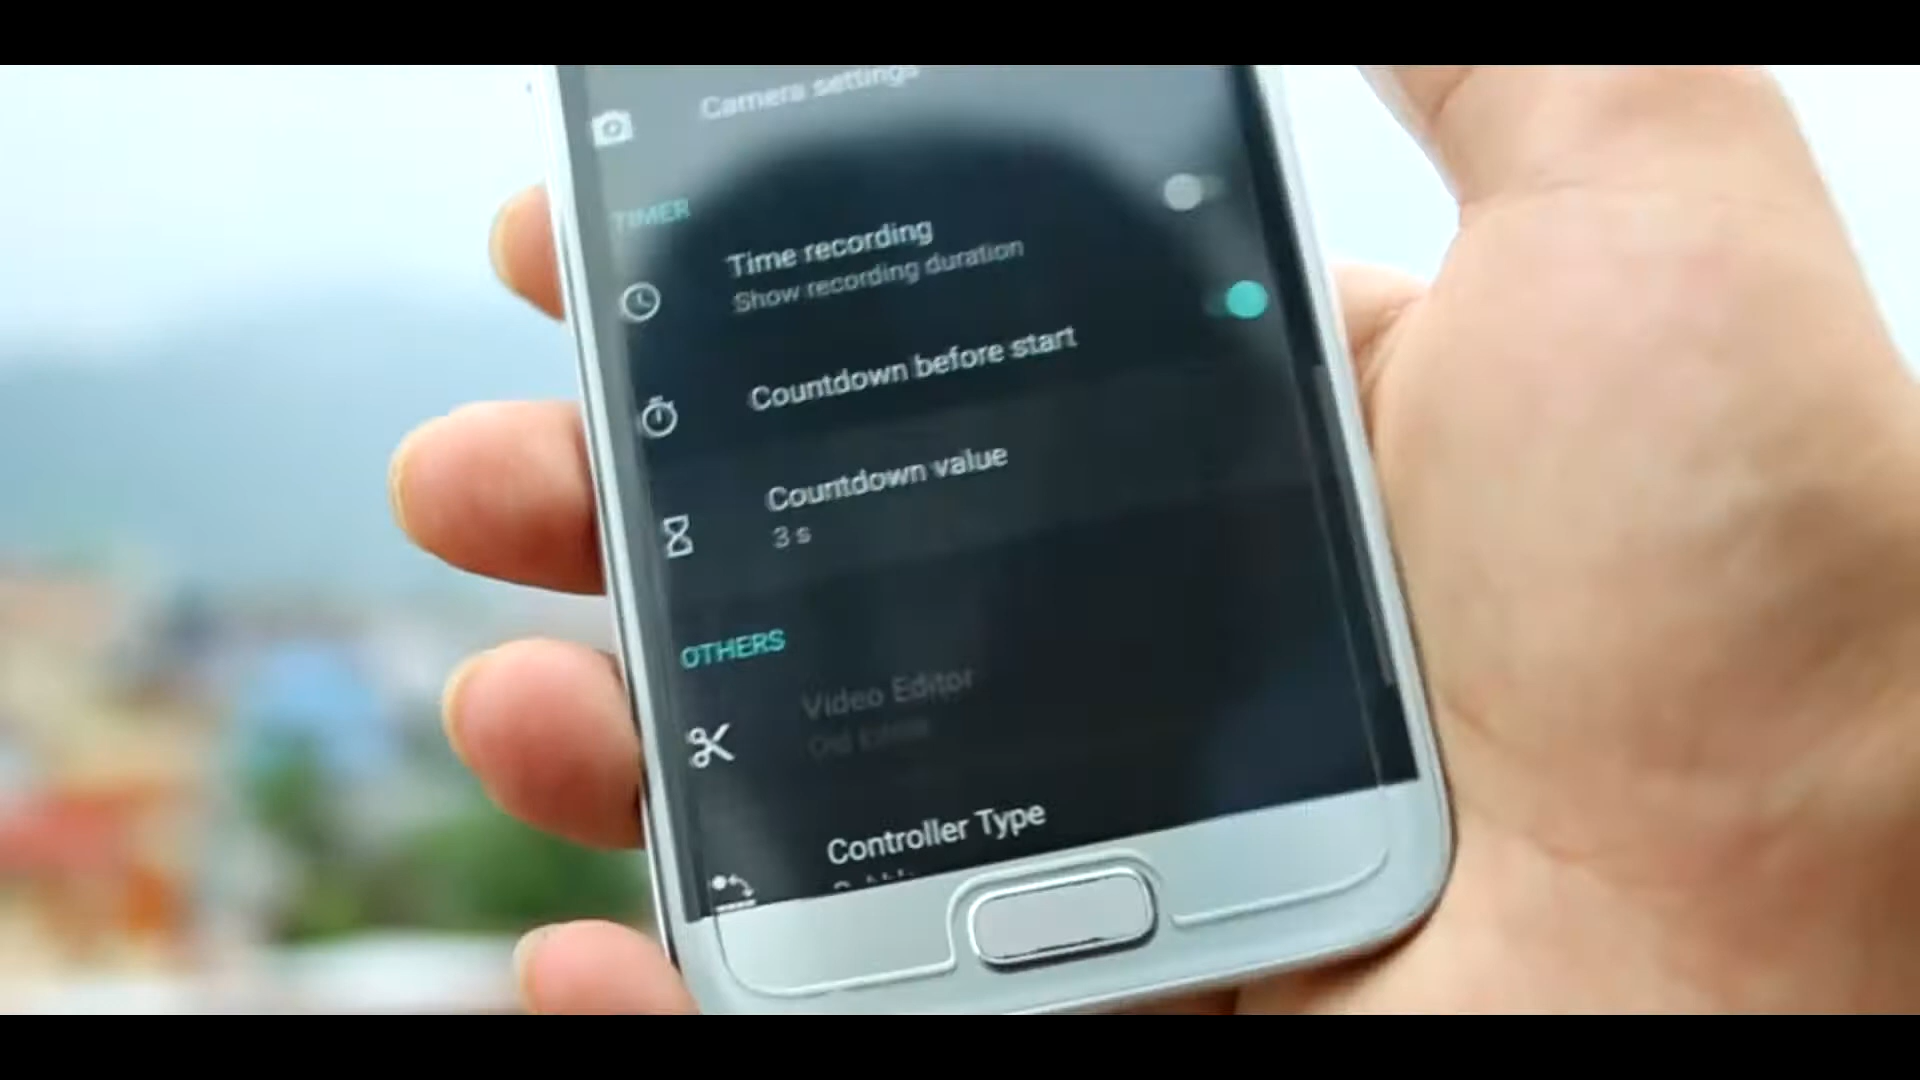 Camera settings
TIMER
Time recording
Show recording duration
Countdown before start
Countdown value
3 s
OTHERS
Video Editor
Controller Type